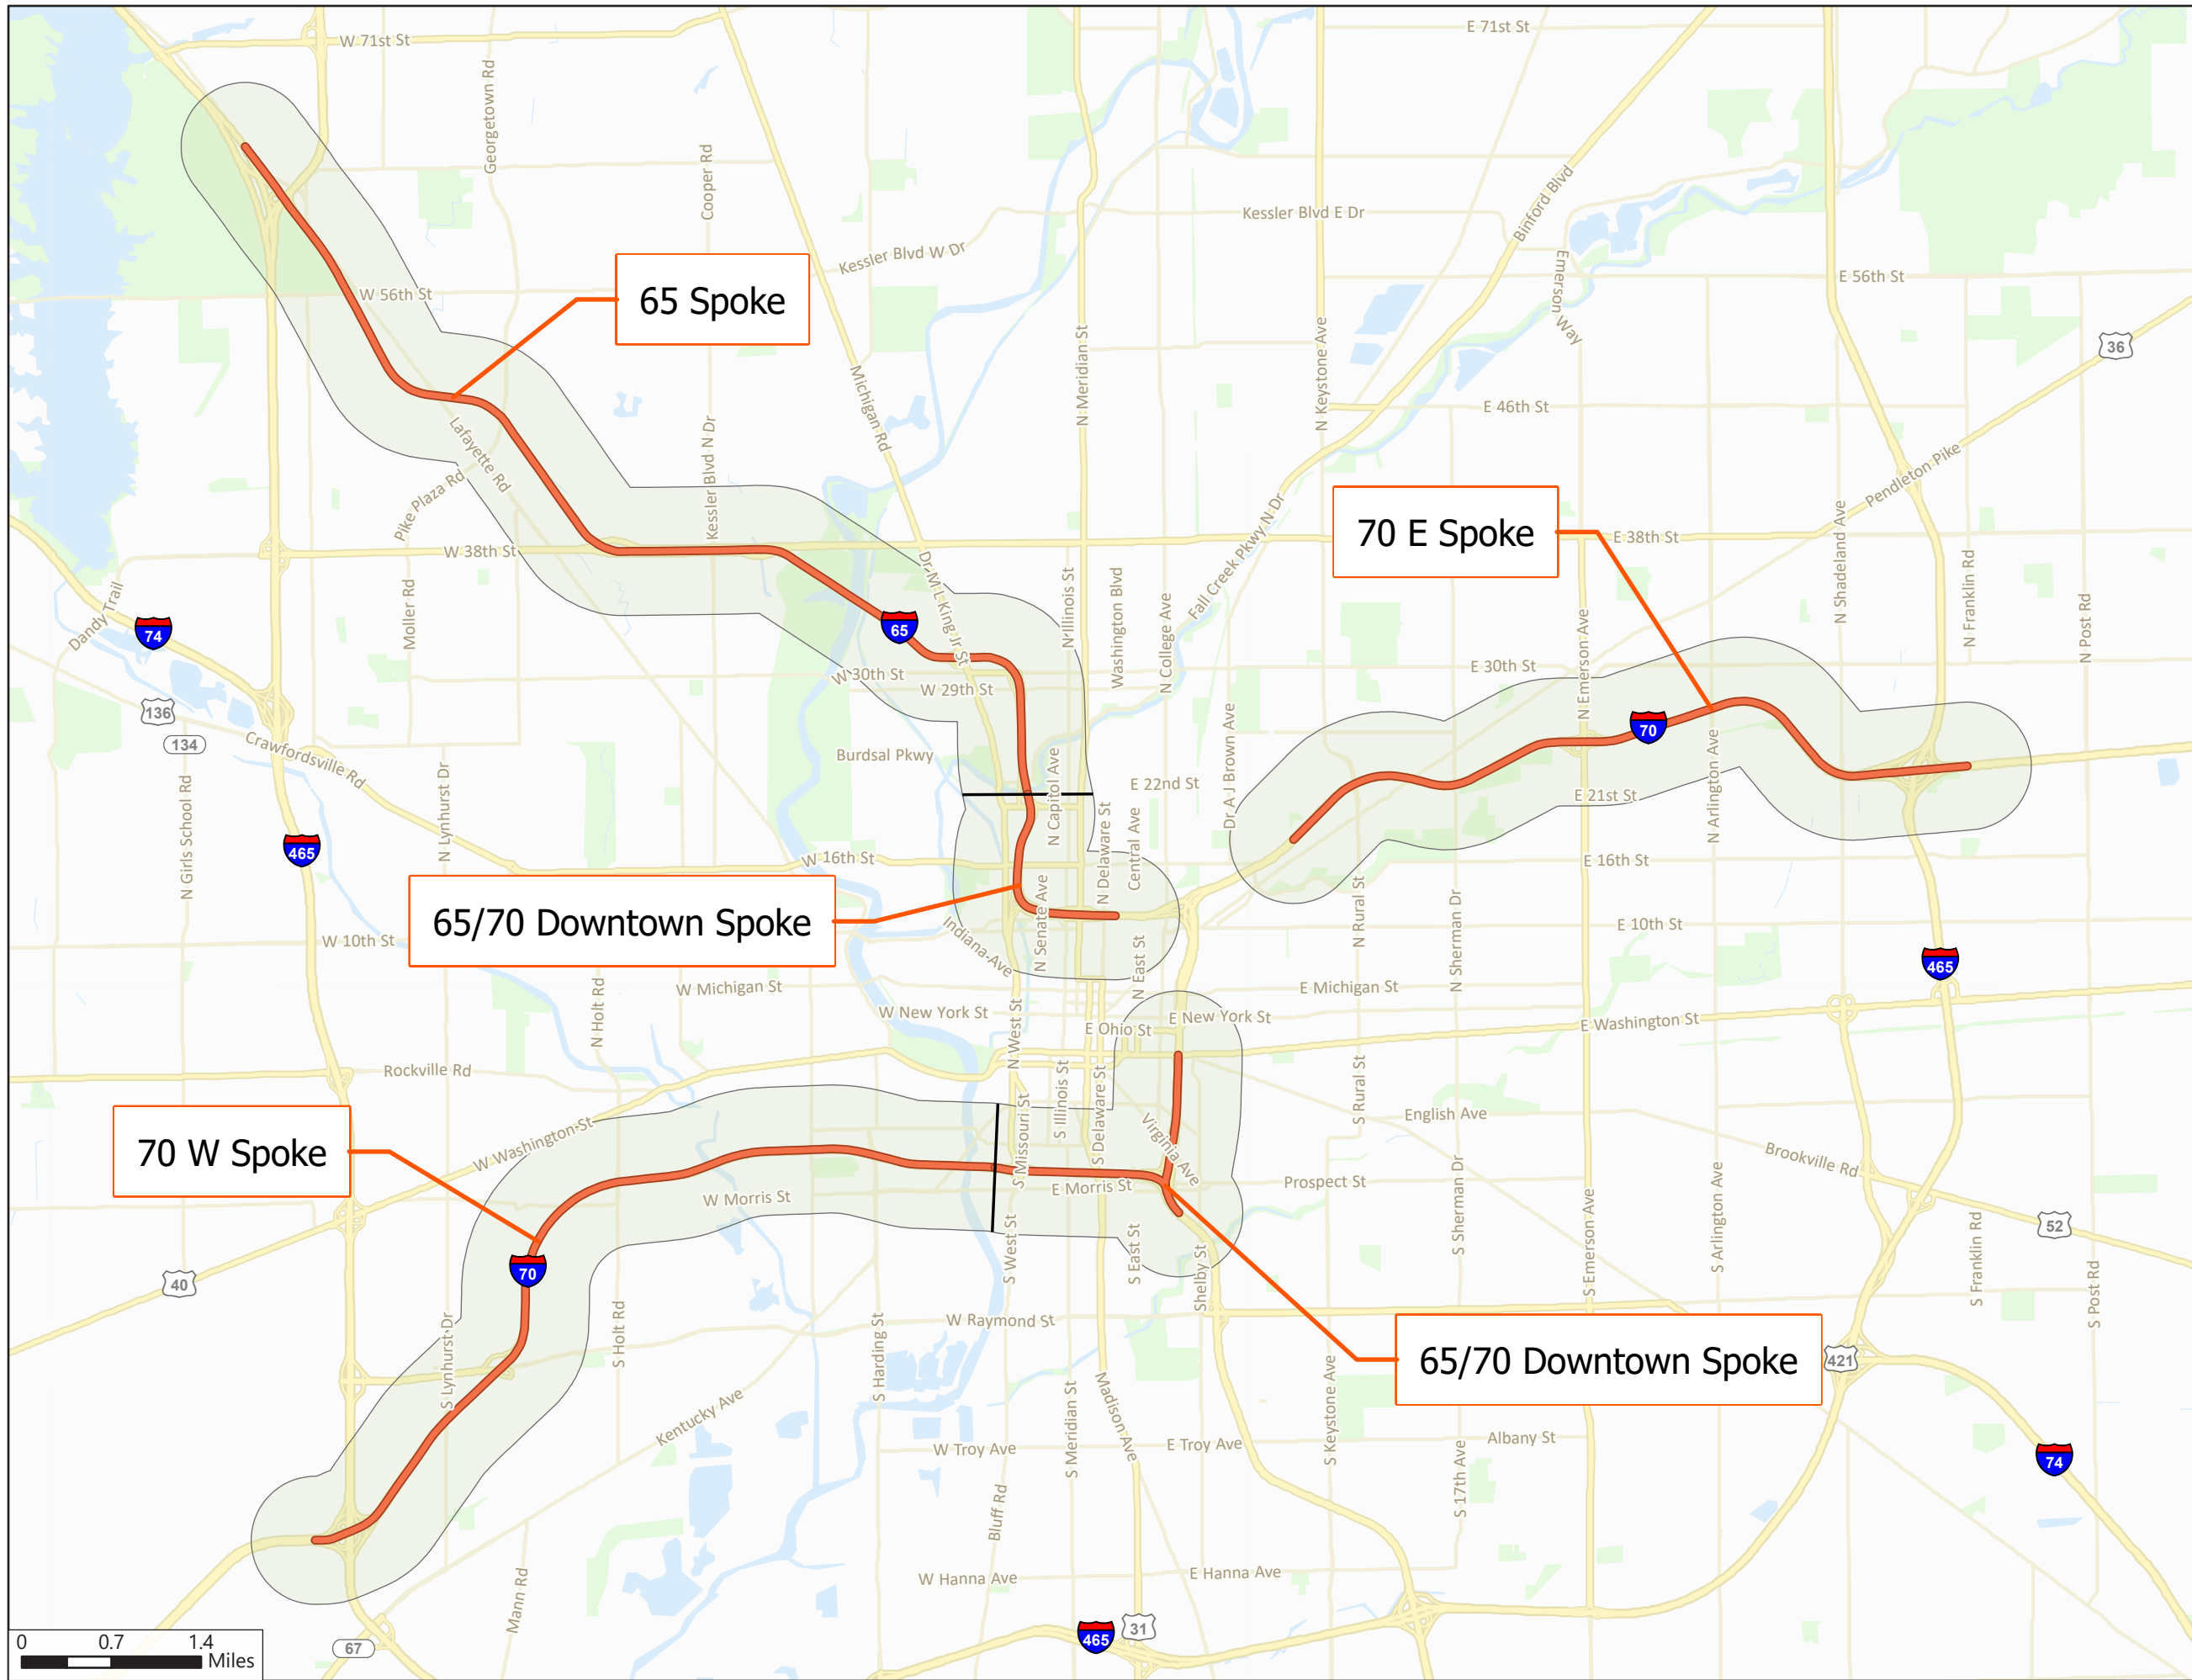 W 71st St
E 71st St
Georgetown Rd
Cooper Rd
Kessler Blvd W Dr
Kessler Blvd E Dr
Binford Blvd
Emerson Way
W 56th St
E 56th St
65 Spoke
36
N Meridian St
N Keystone Ave
Michigan Rd
E 46th St
Lafayette Rd
Kessler Blvd N Dr
Pike Plaza Rd
Pendleton Pike
70 E Spoke
W 38th St
E 38th St
Fall Creek Pkwy N Dr
N Shadeland Ave
N Franklin Rd
N Post Rd
Dandy Trail
74
Moller Rd
65
Dr M L King Jr St
N Illinois St
Washington Blvd
N College Ave
N Emerson Ave
W 30th St
E 30th St
W 29th St
136
134
70
Crawfordsville Rd
Burdsal Pkwy
N Capitol Ave
E 22nd St
Dr A J Brown Ave
N Arlington Ave
E 21st St
N Girls School Rd
N Lynhurst Dr
465
W 16th St
N Delaware St
Central Ave
E 16th St
65/70 Downtown Spoke
W 10th St
Indiana Ave
N Senate Ave
N East St
N Rural St
N Sherman Dr
E 10th St
465
W Michigan St
E Michigan St
N Holt Rd
W New York St
N West St
E Ohio St
E New York St
E Washington St
Rockville Rd
S Illinois St
S Delaware St
S Rural St
English Ave
70 W Spoke
W Washington St
S Missouri St
Virginia Ave
Brookville Rd
W Morris St
E Morris St
Prospect St
S Sherman Dr
S Emerson Ave
S Arlington Ave
S Franklin Rd
52
40
70
S West St
S East St
Shelby St
S Post Rd
S Lynhurst Dr
S Holt Rd
S Harding St
W Raymond St
65/70 Downtown Spoke
421
Kentucky Ave
S Meridian St
Madison Ave
S Keystone Ave
W Troy Ave
E Troy Ave
Albany St
S 17th Ave
74
Bluff Rd
Mann Rd
W Hanna Ave
E Hanna Ave
465
31
67
0 0.7 1.4
Miles